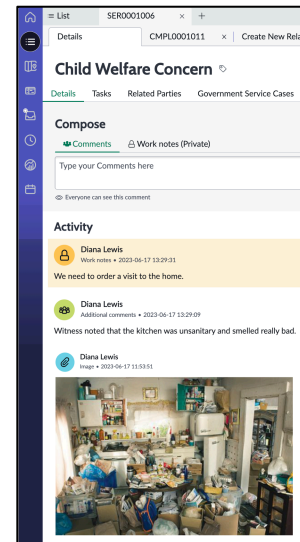 List
SER0001006 × +
Details
CMPL0001011 ×
Create New Rela
Child Welfare Concern
Details Tasks Related Parties Government Service Cases
Compose
Comments
Work notes (Private)
Type your Comments here
Everyone can see this comment
Activity
Diana Lewis
Work notes • 2023-06-17 13:29:31
We need to order a visit to the home.
Diana Lewis
Additional comments • 2023-06-17 13:29:09
Witness noted that the kitchen was unsanitary and smelled really bad.
Diana Lewis
Image • 2023-06-17 11:53:51